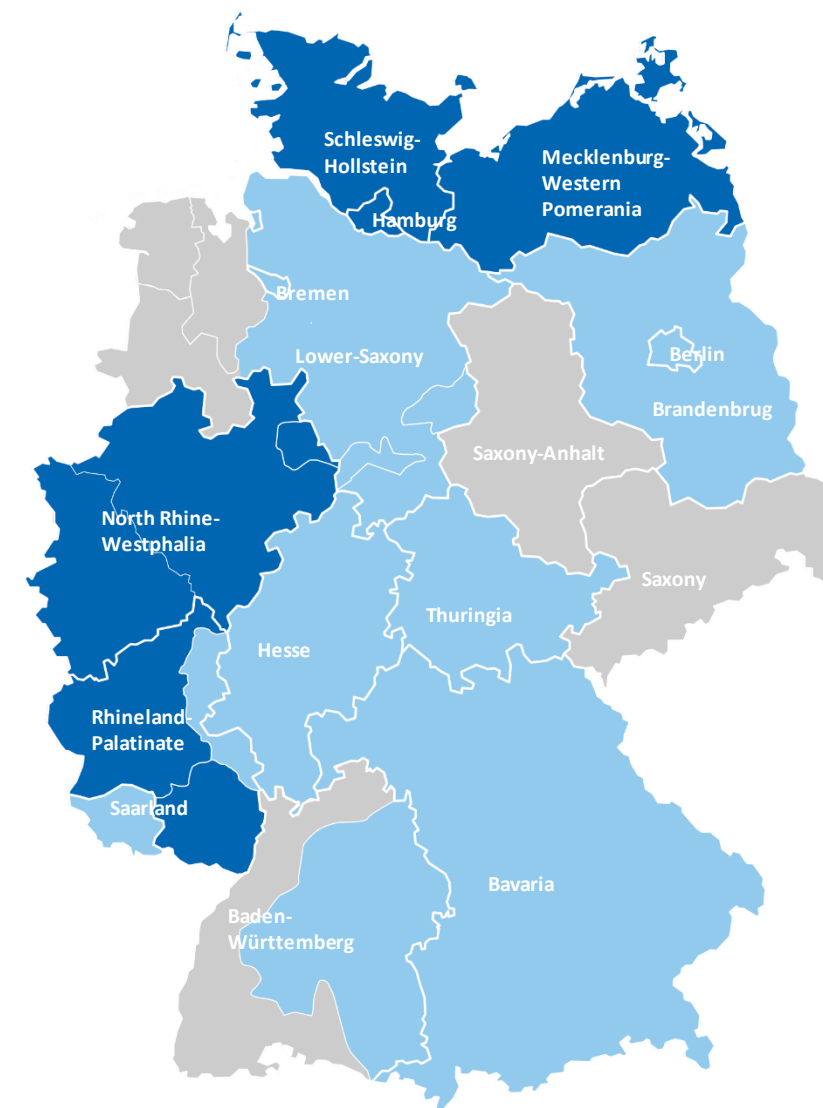 Schleswig-
Hollstein
Mecklenburg-
Western
Pomerania
Hamburg
Bremen
Lower-Saxony
Berlin
Brandenbrug
Saxony-Anhalt
North Rhine-
Westphalia
Saxony
Thuringia
Hesse
Rhineland-
Palatinate
Saarland
Bavaria
Baden-
Württemberg